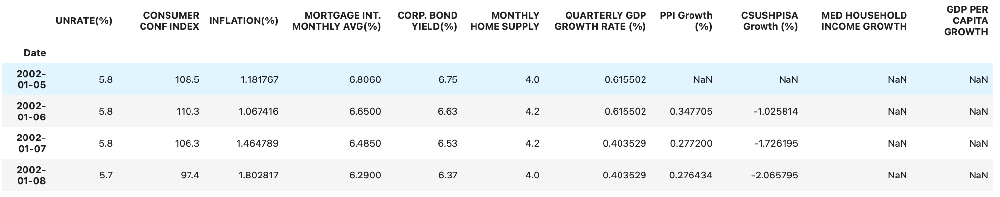 UNRATE(%) CONSUMER CONF INDEX INFLATION(%) MORTGAGE INT. MONTHLY AVG(%) CORP. BOND YIELD(%) MONTHLY HOME SUPPLY QUARTERLY GDP GROWTH RATE (%) PPI Growth (%) CSUSHPISA Growth (%) MED HOUSEHOLD INCOME GROWTH GDP PER CAPITA GROWTH
Date
2002-01-05 5.8 108.5 1.181767 6.8060 6.75 4.0 0.615502 NaN NaN NaN NaN
2002-01-06 5.8 110.3 1.067416 6.6500 6.63 4.2 0.615502 0.347705 -1.025814 NaN NaN
2002-01-07 5.8 106.3 1.464789 6.4850 6.53 4.2 0.403529 0.277200 -1.726195 NaN NaN
2002-01-08 5.7 97.4 1.802817 6.2900 6.37 4.0 0.403529 0.276434 -2.065795 NaN NaN